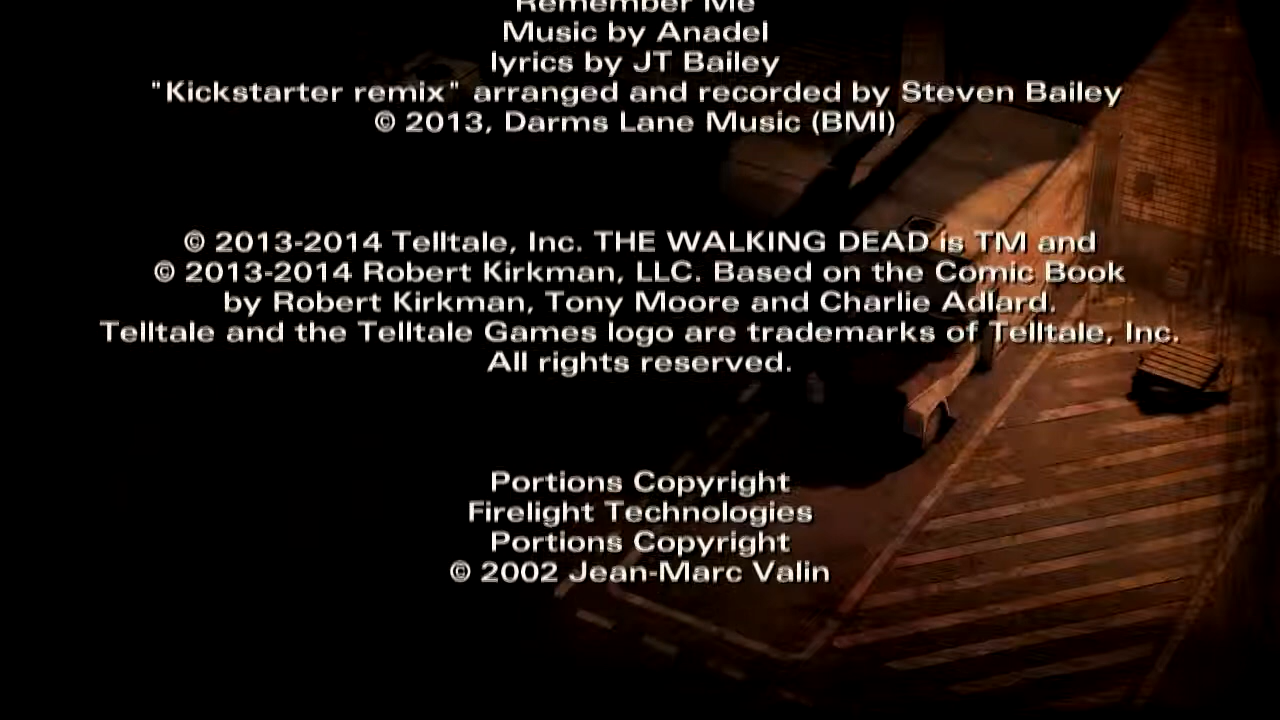 Remember Me
Music by Anadel
lyrics by JT Bailey
"Kickstarter remix" arranged and recorded by Steven Bailey
© 2013, Darms Lane Music (BMI)
© 2013-2014 Telltale, Inc. THE WALKING DEAD is TM and
© 2013-2014 Robert Kirkman, LLC. Based on the Comic Book
by Robert Kirkman, Tony Moore and Charlie Adlard.
Telltale and the Telltale Games logo are trademarks of Telltale, Inc.
All rights reserved.
Portions Copyright
Firelight Technologies
Portions Copyright
© 2002 Jean-Marc Valin